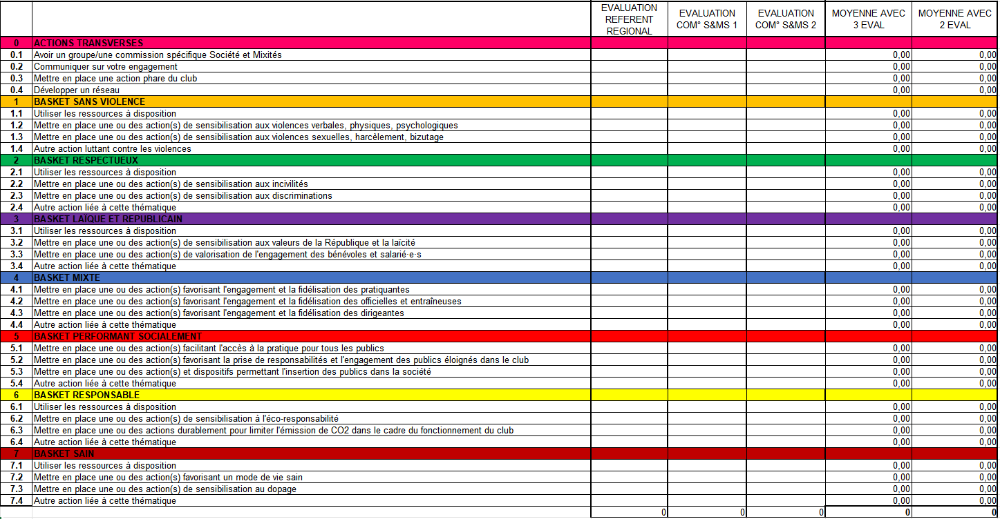 EVALUATION REFERENT REGIONAL EVALUATION COM° S&MS 1 EVALUATION COM° S&MS 2 MOYENNE AVEC 3 EVAL MOYENNE AVEC 2 EVAL
0 ACTIONS TRANSVERSES
0.1 Avoir un groupe/une commission spécifique Société et Mixités 0,00 0,00
0.2 Communiquer sur votre engagement 0,00 0,00
0.3 Mettre en place une action phare du club 0,00 0,00
0.4 Développer un réseau 0,00 0,00
1 BASKET SANS VIOLENCE
1.1 Utiliser les ressources à disposition 0,00 0,00
1.2 Mettre en place une ou des action(s) de sensibilisation aux violences verbales, physiques, psychologiques 0,00 0,00
1.3 Mettre en place une ou des action(s) de sensibilisation aux violences sexuelles, harcèlement, bizutage 0,00 0,00
1.4 Autre action luttant contre les violences 0,00 0,00
2 BASKET RESPECTUEUX
2.1 Utiliser les ressources à disposition 0,00 0,00
2.2 Mettre en place une ou des action(s) de sensibilisation aux incivilités 0,00 0,00
2.3 Mettre en place une ou des action(s) de sensibilisation aux discriminations 0,00 0,00
2.4 Autre action liée à cette thématique 0,00 0,00
3 BASKET LAÏQUE ET REPUBLICAIN
3.1 Utiliser les ressources à disposition 0,00 0,00
3.2 Mettre en place une ou des action(s) de sensibilisation aux valeurs de la République et la laïcité 0,00 0,00
3.3 Mettre en place une ou des action(s) de valorisation de l'engagement des bénévoles et salarié·e·s 0,00 0,00
3.4 Autre action liée à cette thématique 0,00 0,00
4 BASKET MIXTE
4.1 Mettre en place une ou des action(s) favorisant l'engagement et la fidélisation des pratiquantes 0,00 0,00
4.2 Mettre en place une ou des action(s) favorisant l'engagement et la fidélisation des officielles et entraîneuses 0,00 0,00
4.3 Mettre en place une ou des action(s) favorisant l'engagement et la fidélisation des dirigeantes 0,00 0,00
4.4 Autre action liée à cette thématique 0,00 0,00
5 BASKET PERFORMANT SOCIALEMENT
5.1 Mettre en place une ou des action(s) facilitant l'accès à la pratique pour tous les publics 0,00 0,00
5.2 Mettre en place une ou des action(s) favorisant la prise de responsabilités et l'engagement des publics éloignés dans le club 0,00 0,00
5.3 Mettre en place une ou des action(s) et dispositifs permettant l'insertion des publics dans la société 0,00 0,00
5.4 Autre action liée à cette thématique 0,00 0,00
6 BASKET RESPONSABLE
6.1 Utiliser les ressources à disposition 0,00 0,00
6.2 Mettre en place une ou des action(s) de sensibilisation à l'éco-responsabilité 0,00 0,00
6.3 Mettre en place une ou des actions durablement pour limiter l'émission de CO2 dans le cadre du fonctionnement du club 0,00 0,00
6.4 Autre action liée à cette thématique 0,00 0,00
7 BASKET SAIN
7.1 Utiliser les ressources à disposition 0,00 0,00
7.2 Mettre en place une ou des action(s) favorisant un mode de vie sain 0,00 0,00
7.3 Mettre en place une ou des action(s) de sensibilisation au dopage 0,00 0,00
7.4 Autre action liée à cette thématique 0,00 0,00
0 0 0 0 0